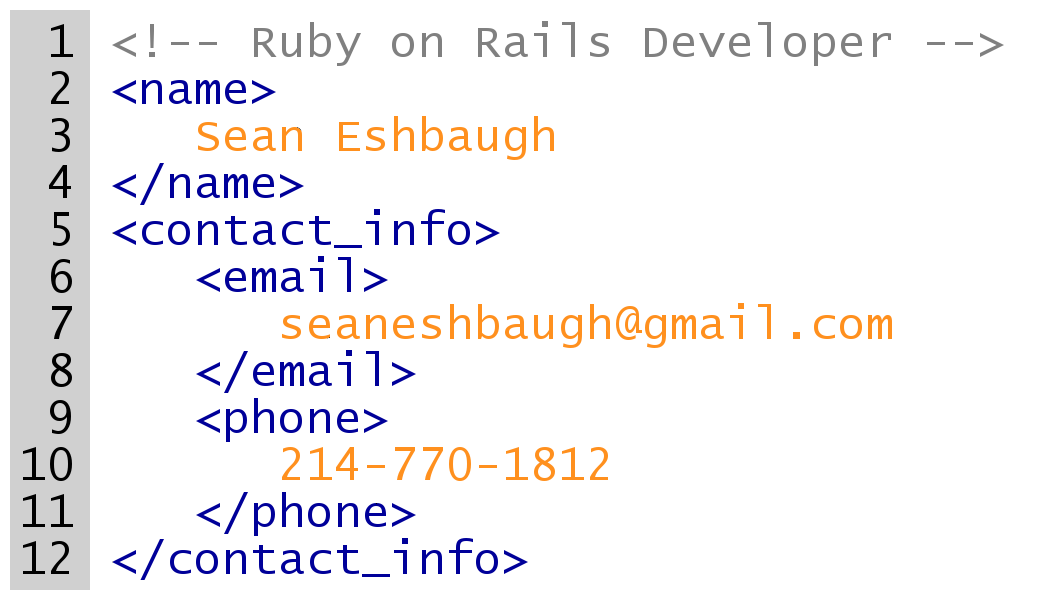 1 <!-- Ruby on Rails Developer -->
2 <name>
3 Sean Eshbaugh
4 </name>
5 <contact_info>
6 <email>
7 seaneshbaugh@gmail.com
8 </email>
9 <phone>
10 214-770-1812
11 </phone>
12 </contact_info>